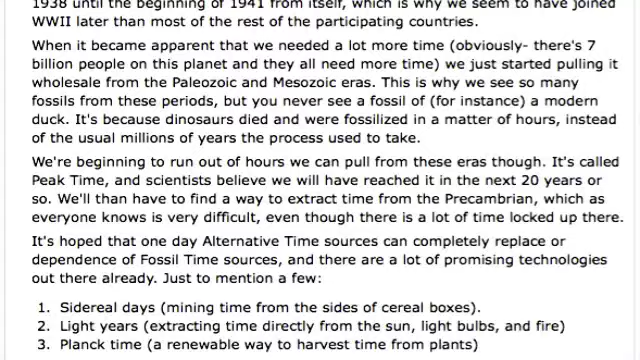 1938 until the beginning of 1941 from itself, which is why we seem to have joined
WWII later than most of the rest of the participating countries.
When it became apparent that we needed a lot more time (obviously- there's 7
billion people on this planet and they all need more time) we just started pulling it
wholesale from the Paleozoic and Mesozoic eras. This is why we see so many
fossils from these periods, but you never see a fossil of (for instance) a modern
duck. It's because dinosaurs died and were fossilized in a matter of hours, instead
of the usual millions of years the process used to take.
We're beginning to run out of hours we can pull from these eras though. It's called
Peak Time, and scientists believe we will have reached it in the next 20 years or
so. We'll than have to find a way to extract time from the Precambrian, which as
everyone knows is very difficult, even though there is a lot of time locked up there.
It's hoped that one day Alternative Time sources can completely replace or
dependence of Fossil Time sources, and there are a lot of promising technologies
out there already. Just to mention a few:
1. Sidereal days (mining time from the sides of cereal boxes).
2. Light years (extracting time directly from the sun, light bulbs, and fire)
3. Planck time (a renewable way to harvest time from plants)